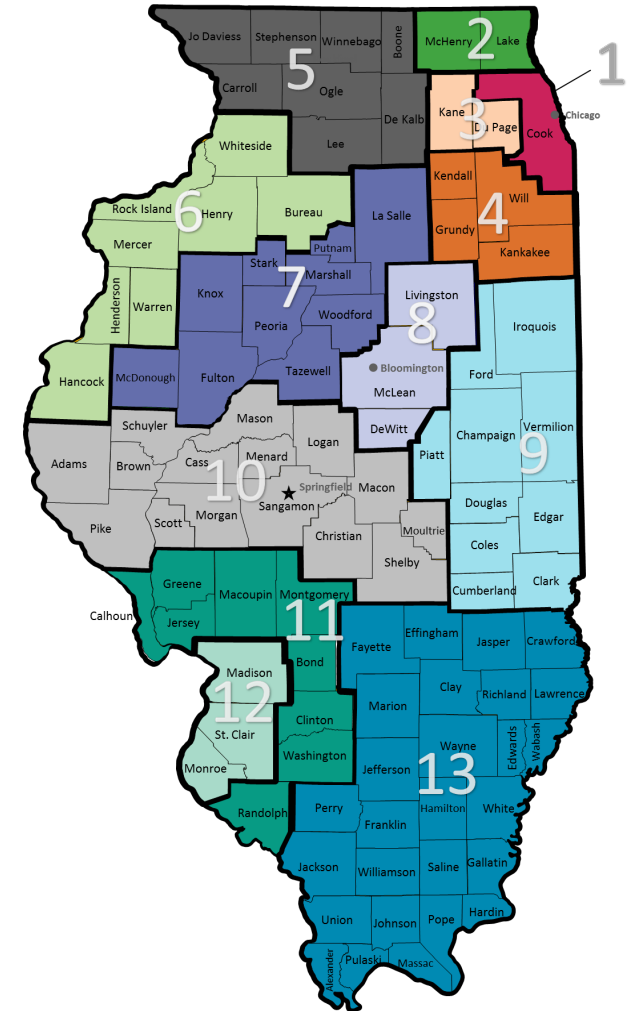 Jo Daviess
Stephenson
Winnebago
Boone
McHenry
2
Lake
1
5
Carroll
Ogle
De Kalb
Lee
Kane
3
Du Page
Cook
Chicago
Whiteside
Rock Island
6
Henry
Bureau
Mercer
Henderson
Warren
Hancock
La Salle
Kendall
Will
4
Grundy
Kankakee
Putnam
Stark
7
Marshall
Knox
Peoria
Woodford
McDonough
Fulton
Tazewell
Livingston
8
Bloomington
McLean
DeWitt
Iroquois
Ford
Champaign
Vermilion
9
Piatt
Douglas
Edgar
Coles
Cumberland
Clark
Schuyler
Mason
Logan
Adams
Brown
Cass
Menard
10
Springfield
Sangamon
Macon
Pike
Scott
Morgan
Christian
Moultrie
Shelby
Calhoun
Greene
Jersey
Macoupin
Montgomery
11
Bond
Clinton
Washington
Randolph
Madison
12
St. Clair
Monroe
Fayette
Effingham
Jasper
Crawford
Clay
Richland
Lawrence
Marion
Wayne
Edwards
Wabash
13
Jefferson
Hamilton
White
Perry
Franklin
Jackson
Williamson
Saline
Gallatin
Union
Johnson
Pope
Hardin
Alexander
Pulaski
Massac